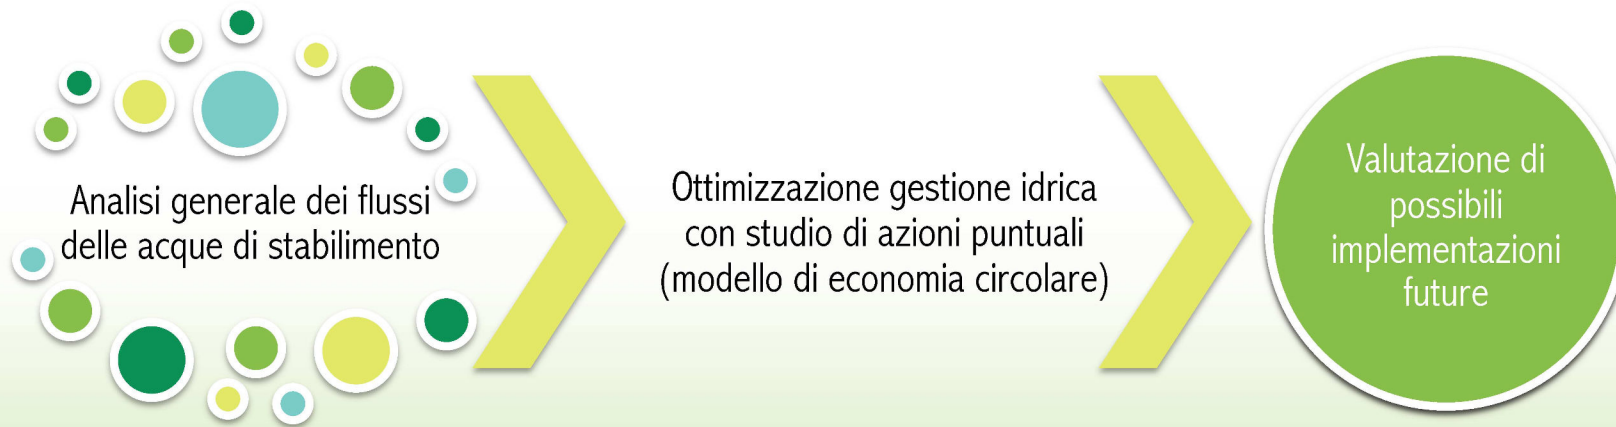 Analisi generale dei flussi
delle acque di stabilimento
Ottimizzazione gestione idrica
con studio di azioni puntuali
(modello di economia circolare)
Valutazione di
possibili
implementazioni
future